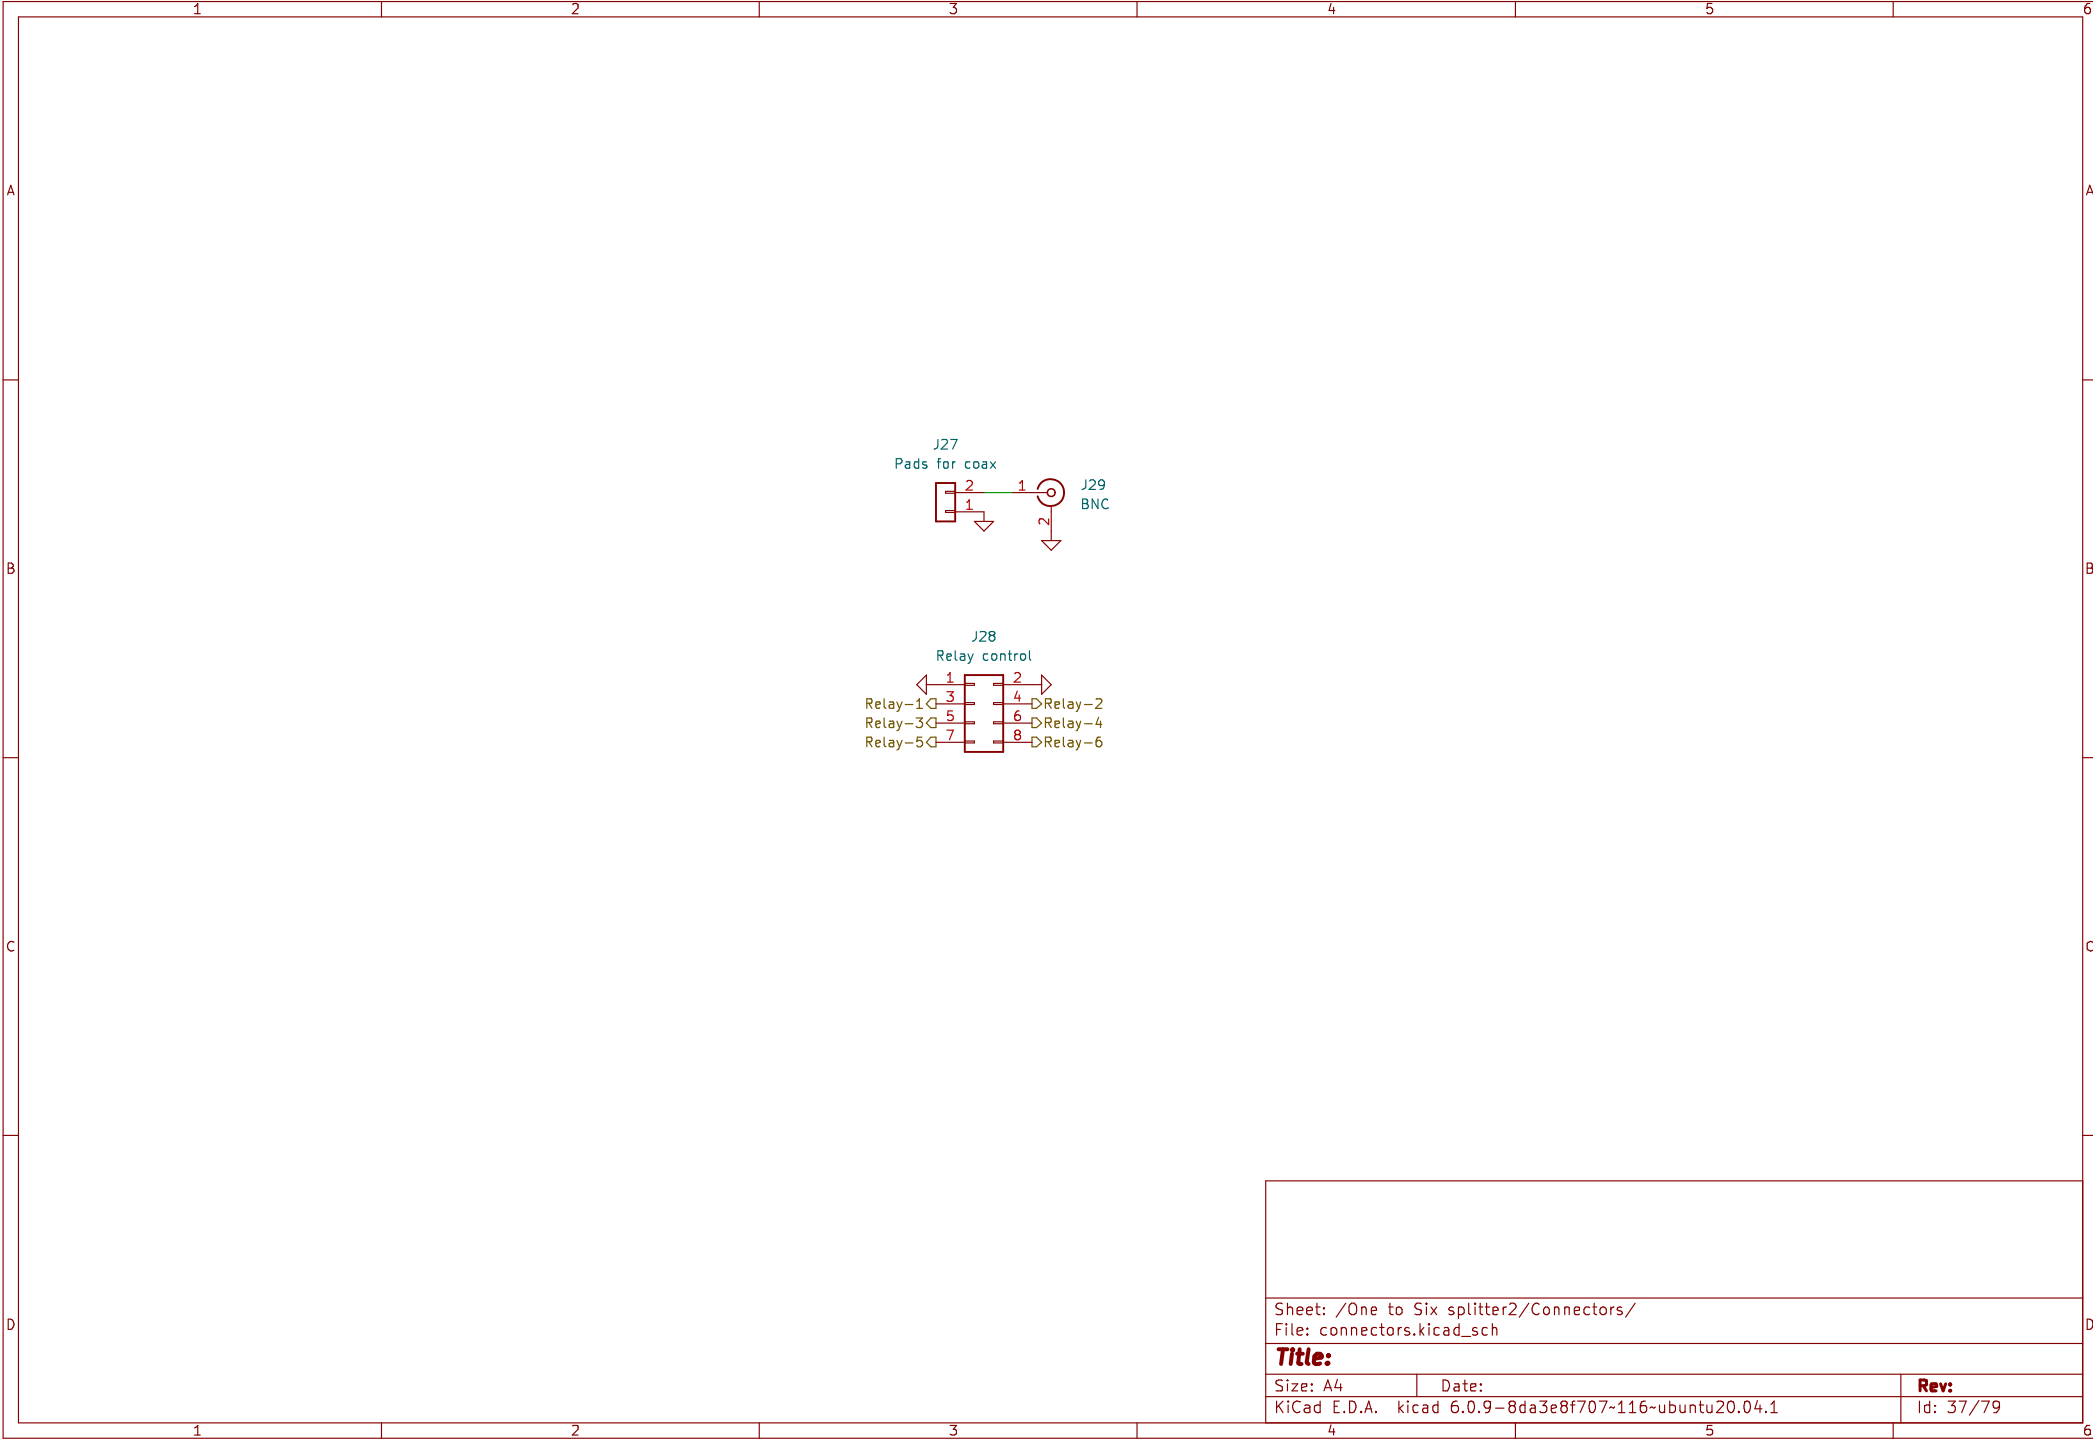 1 2 3 4 5 6
A A
J27
Pads for coax
2 1 J29
1 BNC
2
B B
J28
Relay control
1 2
Relay-1 3 4 Relay-2
Relay-3 5 6 Relay-4
Relay-5 7 8 Relay-6
C C
Sheet: /One to Six splitter2/Connectors/
D D
File: connectors.kicad_sch
Title:
Size: A4 Date: Rev:
KiCad E.D.A. kicad 6.0.9-8da3e8f707~116~ubuntu20.04.1 Id: 37/79
1 2 3 4 5 6